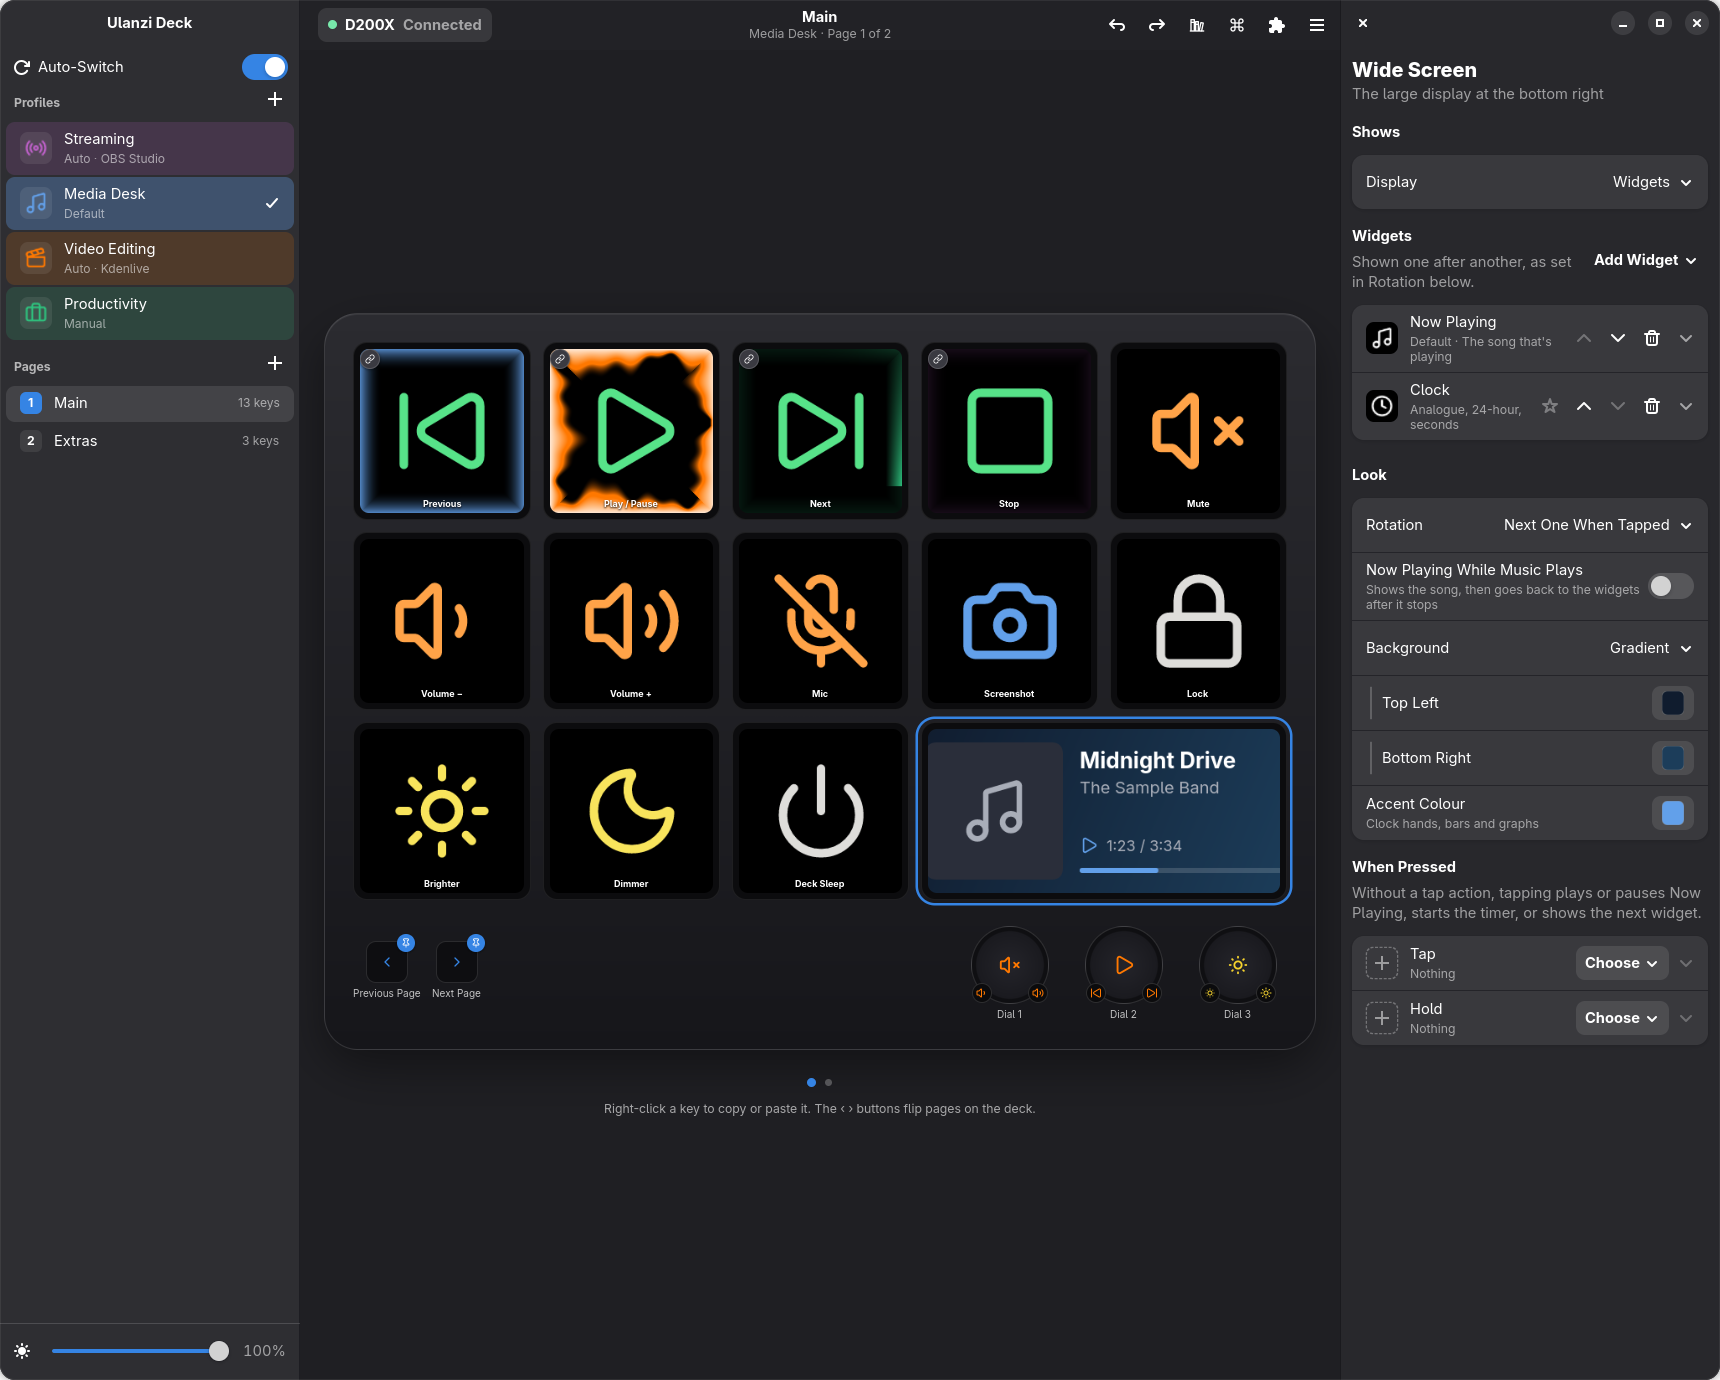 Ulanzi Deck
Auto-Switch
Profiles
Streaming
Auto · OBS Studio
Media Desk
Default
Video Editing
Auto · Kdenlive
Productivity
Manual
Pages
1 Main 13 keys
2 Extras 3 keys
100%
D200X Connected
Main
Media Desk · Page 1 of 2
Previous
Play / Pause
Next
Stop
Mute
Volume −
Volume +
Mic
Screenshot
Lock
Brighter
Dimmer
Deck Sleep
Midnight Drive
The Sample Band
1:23 / 3:34
Previous Page
Next Page
Dial 1
Dial 2
Dial 3
Right-click a key to copy or paste it. The ‹ › buttons flip pages on the deck.
Wide Screen
The large display at the bottom right
Shows
Display Widgets
Widgets
Shown one after another, as set
in Rotation below.
Add Widget
Now Playing
Default · The song that's
playing
Clock
Analogue, 24-hour,
seconds
Look
Rotation Next One When Tapped
Now Playing While Music Plays
Shows the song, then goes back to the widgets
after it stops
Background Gradient
Top Left
Bottom Right
Accent Colour
Clock hands, bars and graphs
When Pressed
Without a tap action, tapping plays or pauses Now
Playing, starts the timer, or shows the next widget.
Tap
Nothing
Choose
Hold
Nothing
Choose